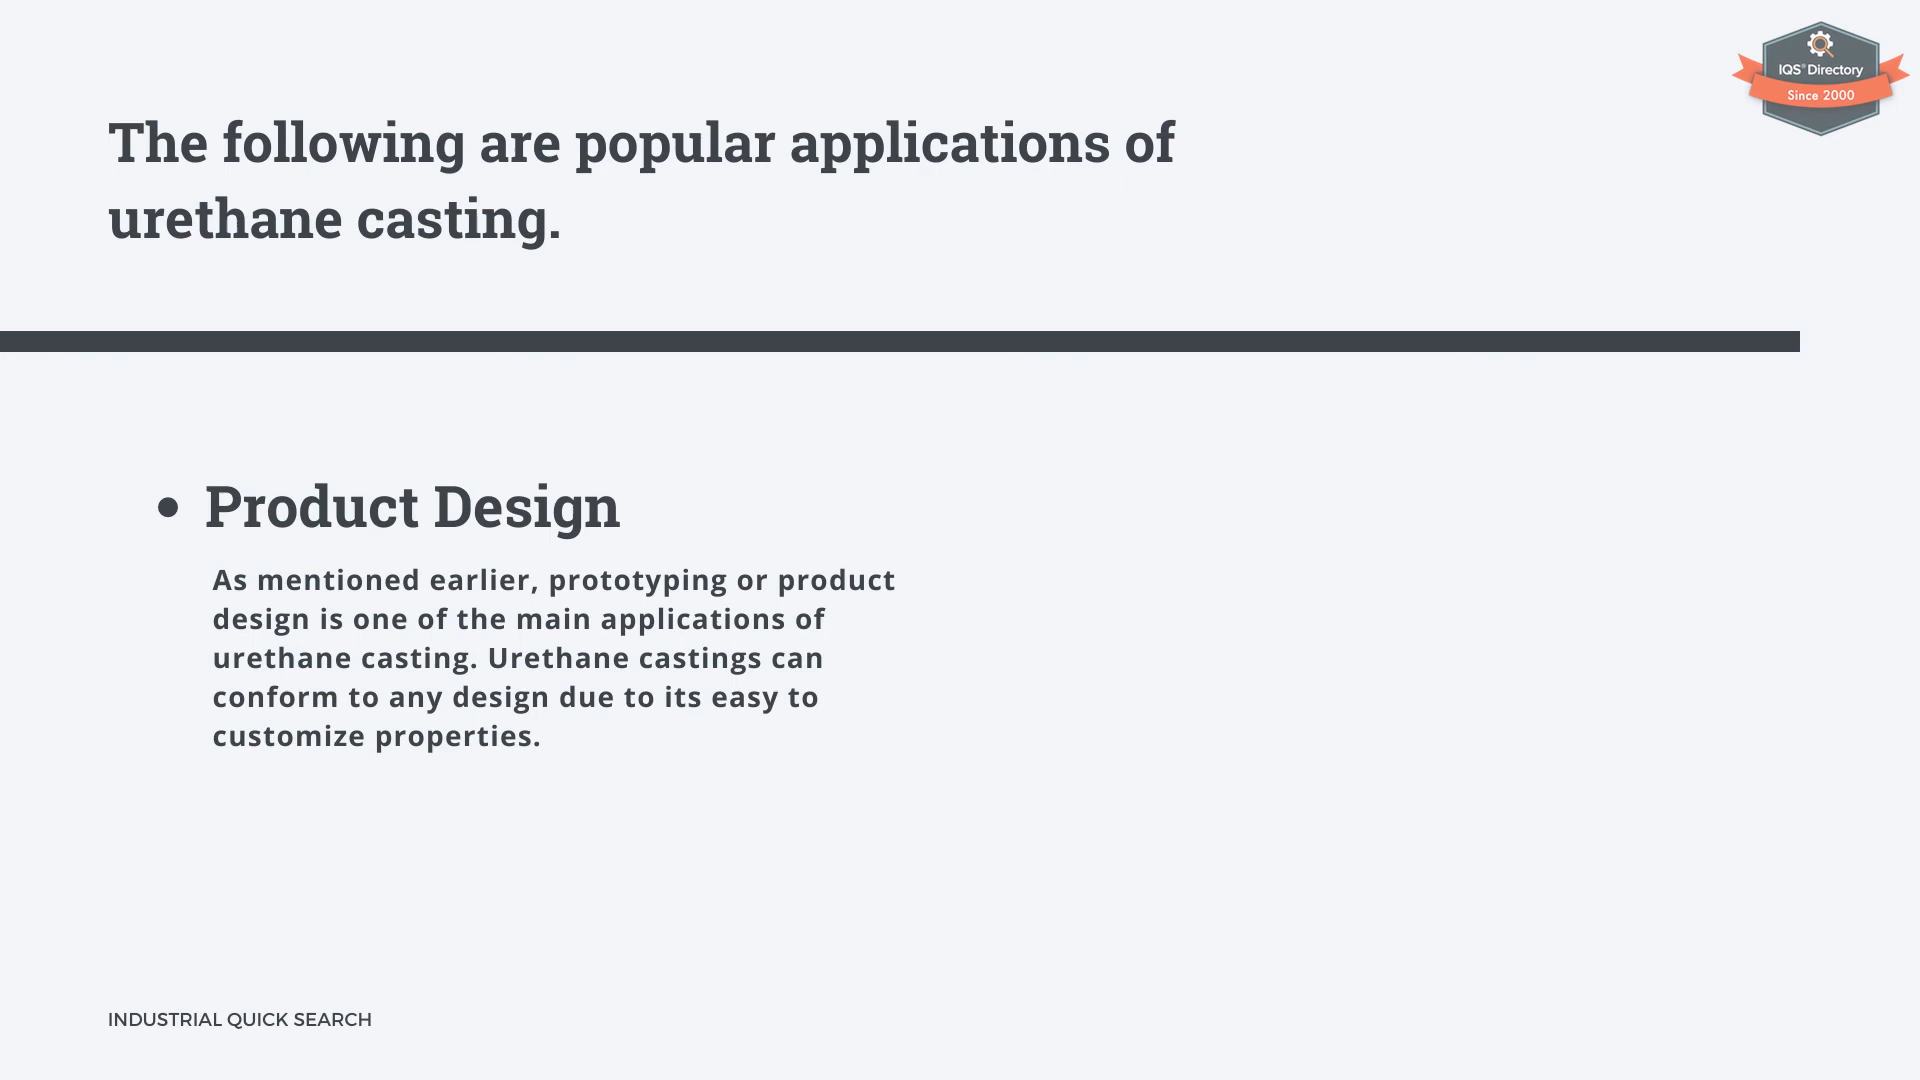 IQS® Directory
Since 2000
The following are popular applications of
urethane casting.
• Product Design
As mentioned earlier, prototyping or product
design is one of the main applications of
urethane casting. Urethane castings can
conform to any design due to its easy to
customize properties.
INDUSTRIAL QUICK SEARCH